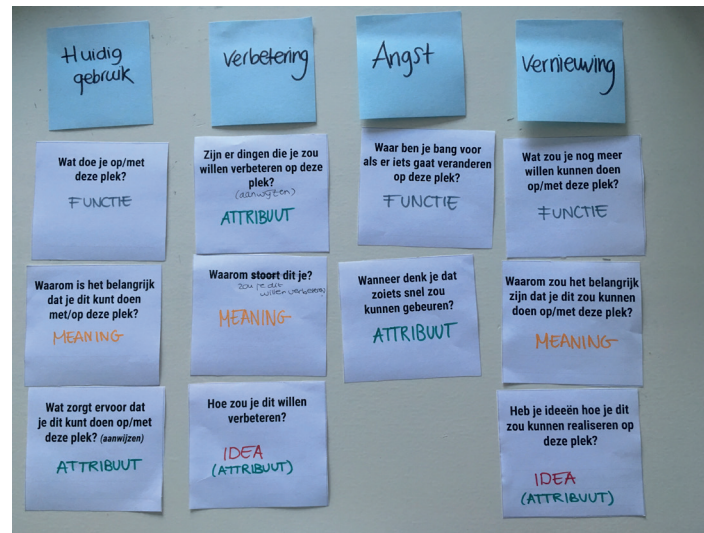 Huidig
gebruik
Verbetering
Angst
Vernieuwing
Wat doe je op/met
deze plek?
FUNCTIE
Zijn er dingen die je zou
willen verbeteren op deze
plek?
(aanwijzen)
ATTRIBUUT
Waar ben je bang voor
als er iets gaat veranderen
op deze plek?
FUNCTIE
Wat zou je nog meer
willen kunnen doen
op/met deze plek?
FUNCTIE
Waarom is het belangrijk
dat je dit kunt doen
met/op deze plek?
MEANING
Waarom stoort dit je?
zou je dit
willen verbeteren
MEANING
Wanneer denk je dat
zoiets snel zou
kunnen gebeuren?
ATTRIBUUT
Waarom zou het belangrijk
zijn dat je dit zou kunnen
doen op/met deze plek?
MEANING
Wat zorgt ervoor dat
je dit kunt doen op/met
deze plek? (aanwijzen)
ATTRIBUUT
Hoe zou je dit willen
verbeteren?
IDEA
(ATTRIBUUT)
Heb je ideeën hoe je dit
zou kunnen realiseren op
deze plek?
IDEA
(ATTRIBUUT)